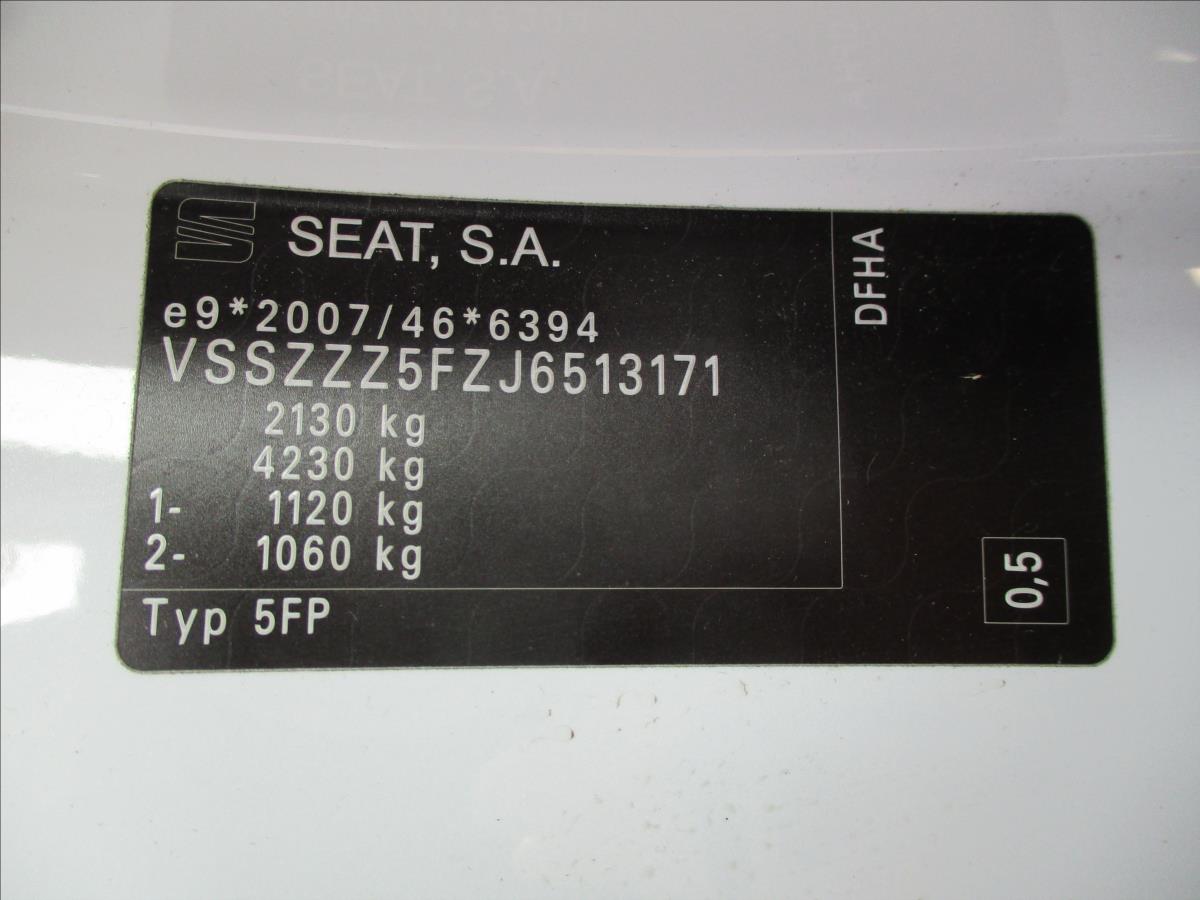 SEAT, S.A.
e9*2007/46*6394
VSSZZZ5FZJ6513171
2130 kg
4230 kg
1- 1120 kg
2- 1060 kg
Typ 5FP
DFHA
0,5